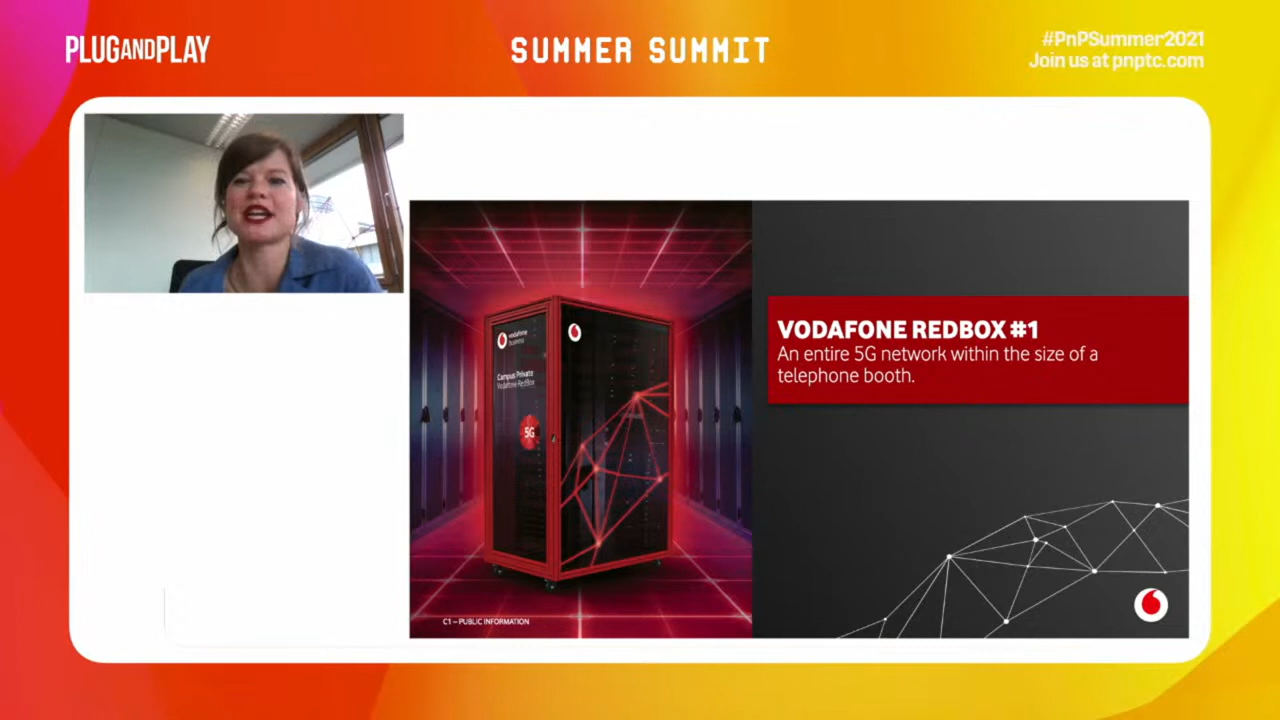 PLUGANDPLAY
SUMMER SUMMIT
#PnPSummer2021
Join us at pnptc.com
vodafone
business
Campus Private
Vodafone RedBox
5G
C1 – PUBLIC INFORMATION
VODAFONE REDBOX #1
An entire 5G network within the size of a
telephone booth.